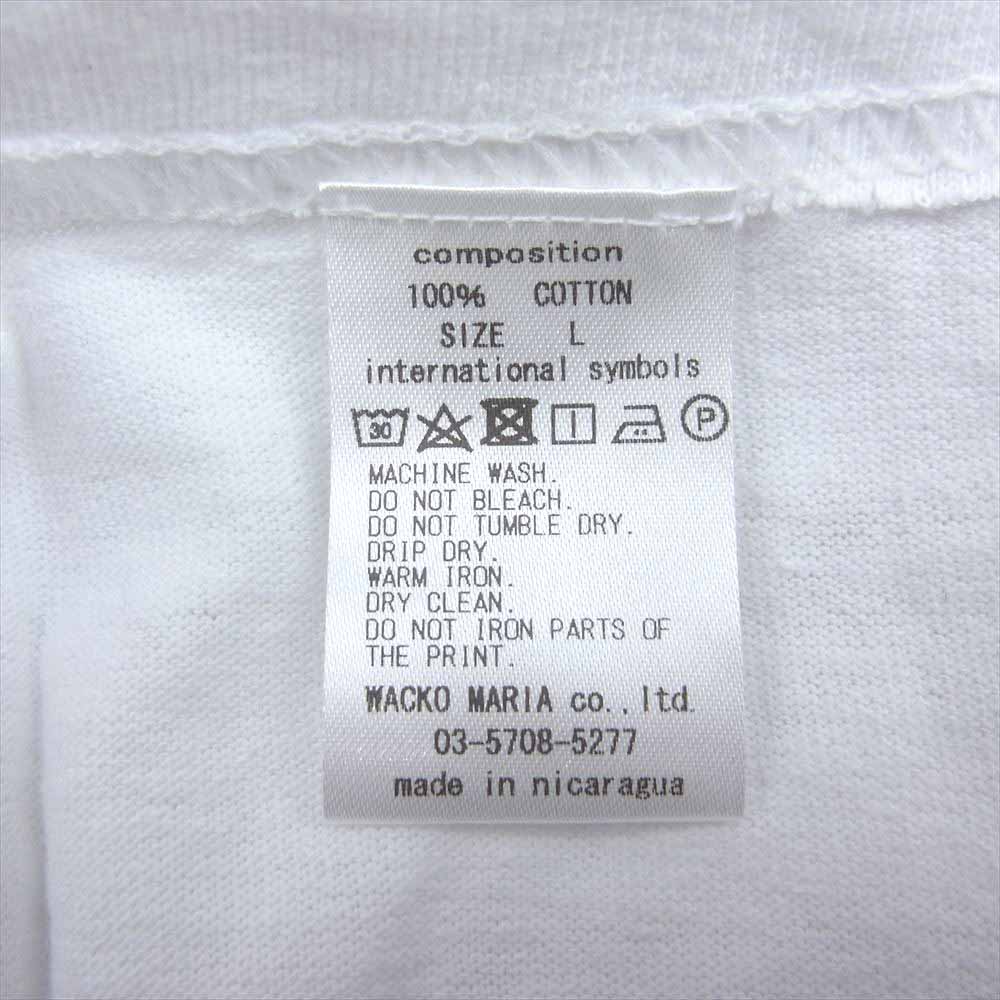 composition
100% COTTON
SIZE L
international symbols
30 P
MACHINE WASH.
DO NOT BLEACH.
DO NOT TUMBLE DRY.
DRIP DRY.
WARM IRON.
DRY CLEAN.
DO NOT IRON PARTS OF
THE PRINT.
WACKO MARIA co.,ltd.
03-5708-5277
made in nicaragua